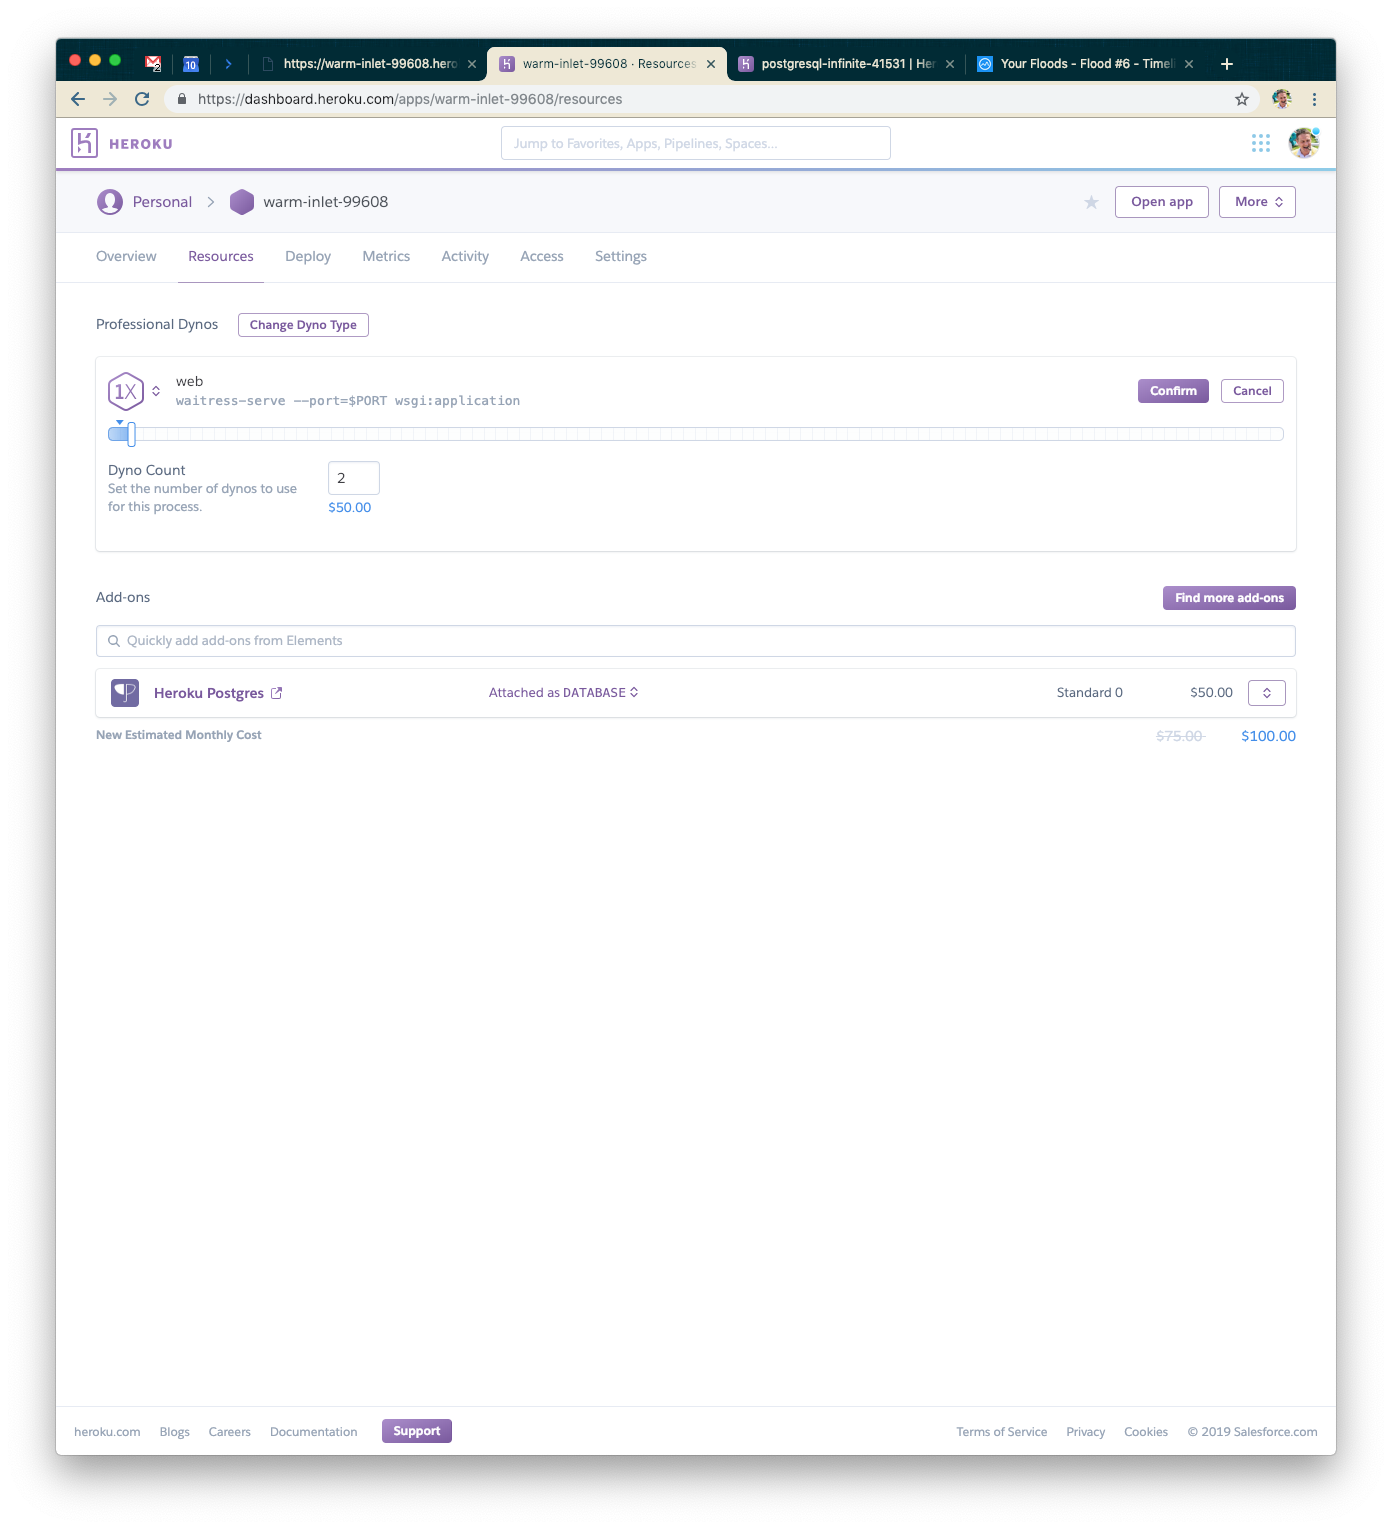 2
10
https://warm-inlet-99608.hero
warm-inlet-99608 · Resources
postgresql-infinite-41531 | Her
Your Floods - Flood #6 - Timeli
https://dashboard.heroku.com/apps/warm-inlet-99608/resources
HEROKU
Jump to Favorites, Apps, Pipelines, Spaces...
Personal
warm-inlet-99608
Open app
More
Overview
Resources
Deploy
Metrics
Activity
Access
Settings
Professional Dynos
Change Dyno Type
1X
web
waitress-serve --port=$PORT wsgi:application
Confirm
Cancel
Dyno Count
Set the number of dynos to use
for this process.
2
$50.00
Add-ons
Find more add-ons
Quickly add add-ons from Elements
Heroku Postgres
Attached as DATABASE
Standard 0
$50.00
New Estimated Monthly Cost
$75.00
$100.00
heroku.com
Blogs
Careers
Documentation
Support
Terms of Service
Privacy
Cookies
© 2019 Salesforce.com